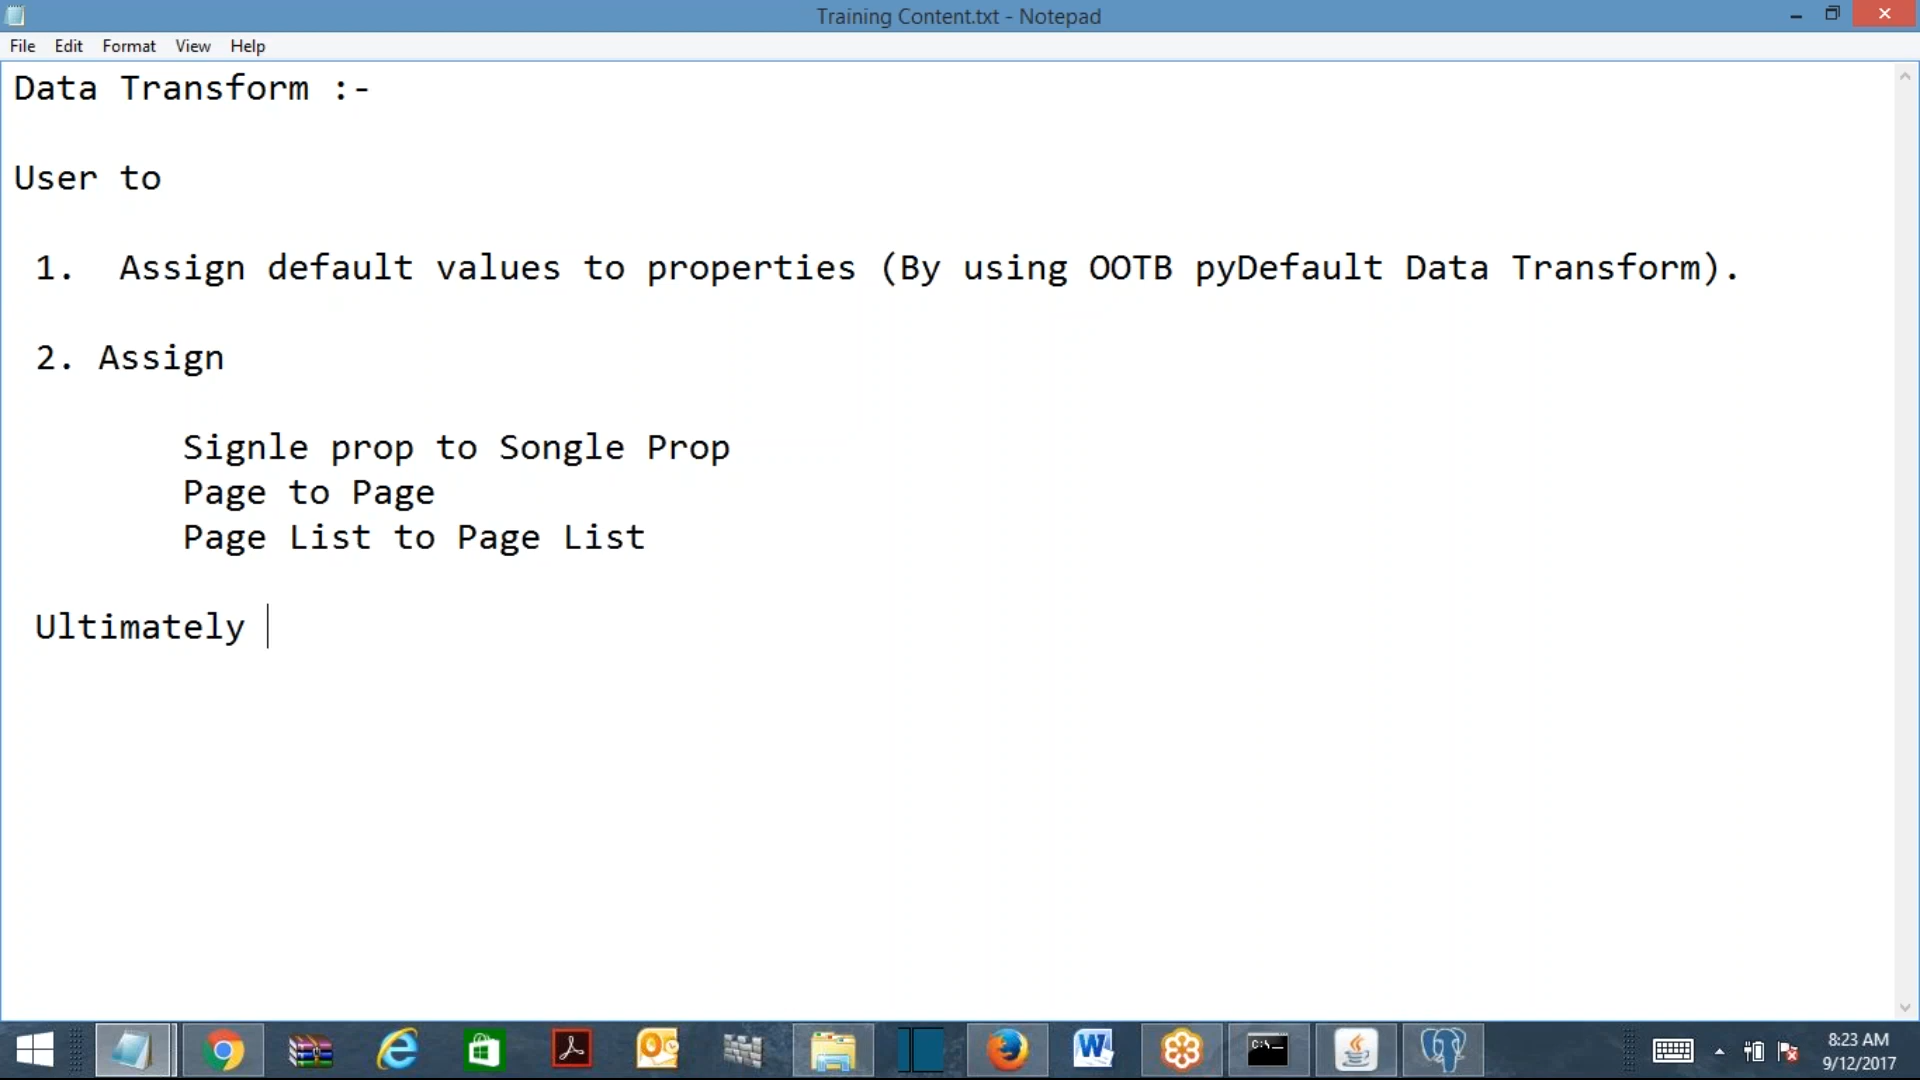 Training Content.txt - Notepad
File Edit Format View Help
Data Transform :-
User to
1.  Assign default values to properties (By using OOTB pyDefault Data Transform).
2. Assign
Signle prop to Songle Prop
Page to Page
Page List to Page List
Ultimately
8:23 AM
9/12/2017